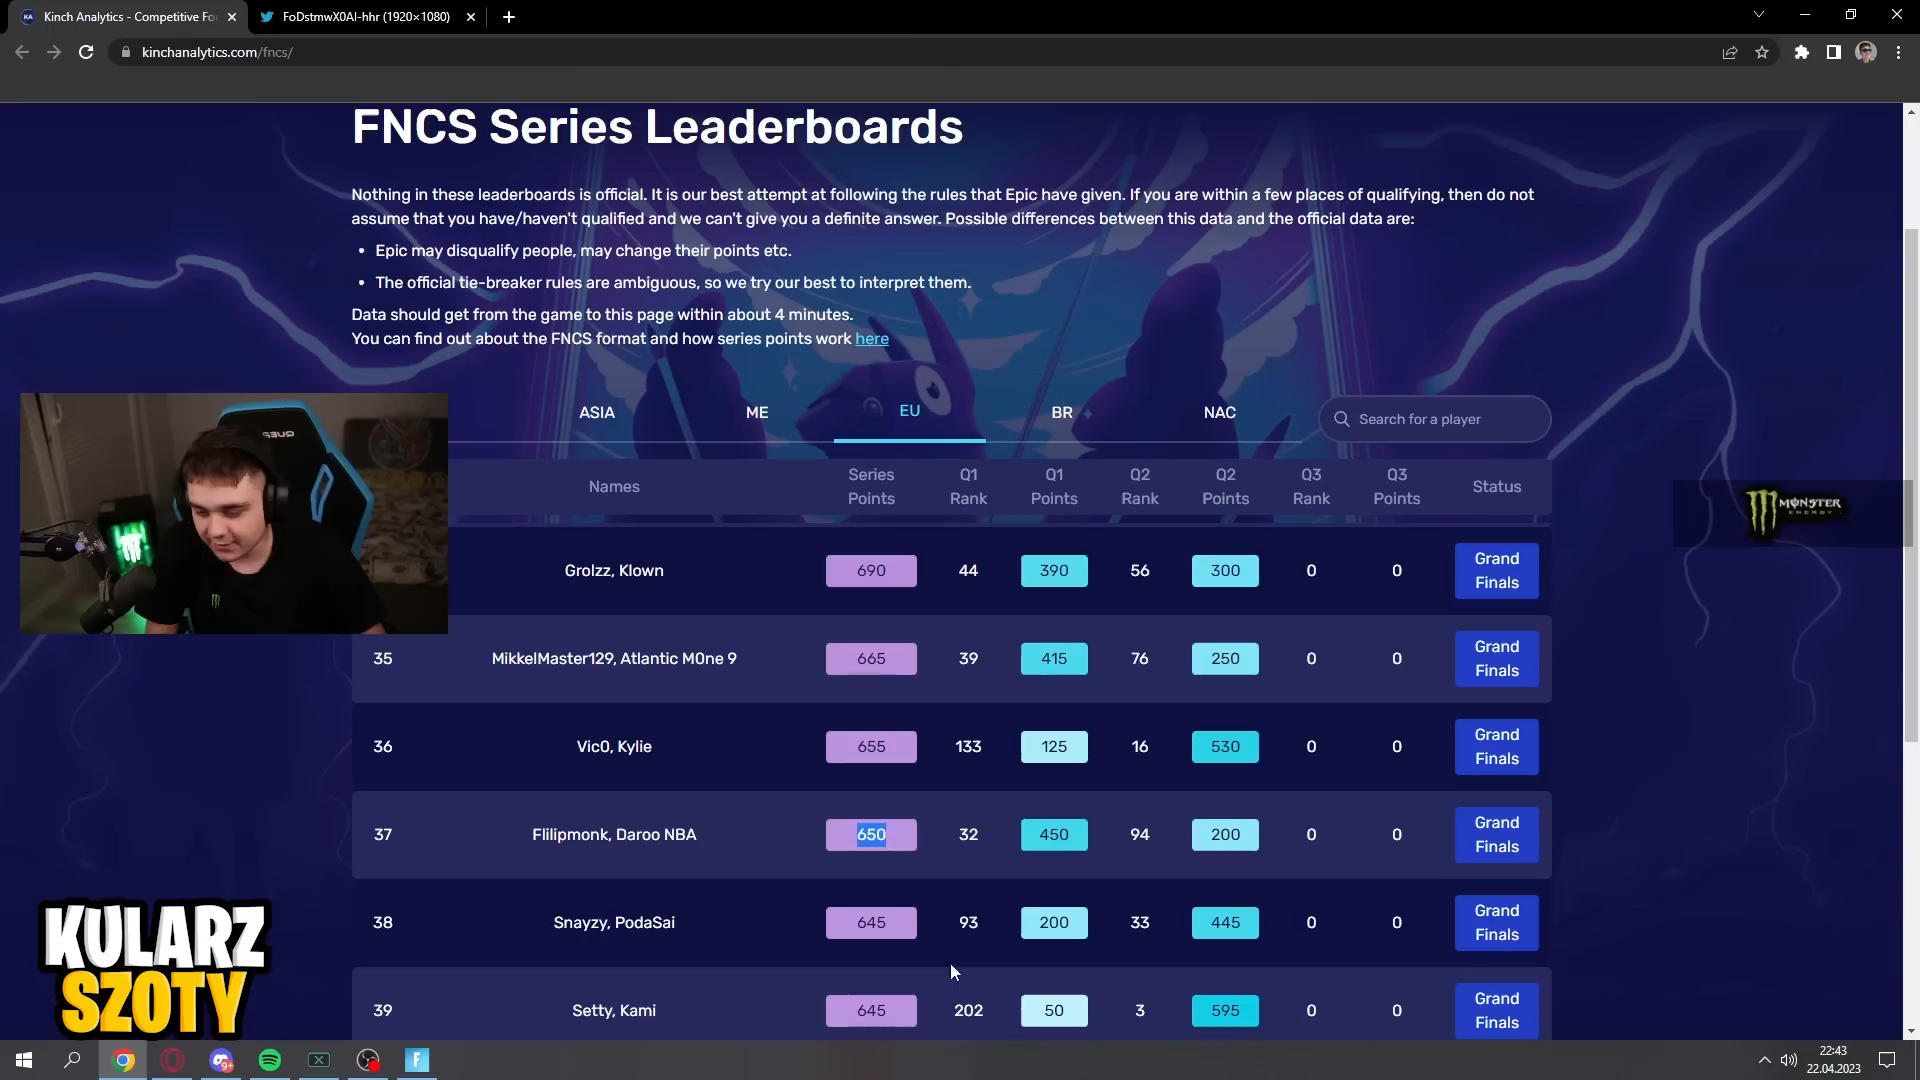 Kinch Analytics - Competitive Fo
FoDstmwX0AI-hhr (1920×1080)
kinchanalytics.com/fncs/
FNCS Series Leaderboards
Nothing in these leaderboards is official. It is our best attempt at following the rules that Epic have given. If you are within a few places of qualifying, then do not
assume that you have/haven't qualified and we can't give you a definite answer. Possible differences between this data and the official data are:
• Epic may disqualify people, may change their points etc.
• The official tie-breaker rules are ambiguous, so we try our best to interpret them.
Data should get from the game to this page within about 4 minutes.
You can find out about the FNCS format and how series points work here
ASIA ME EU BR NAC Search for a player
Names Series Points Q1 Rank Q1 Points Q2 Rank Q2 Points Q3 Rank Q3 Points Status
Grolzz, Klown 690 44 390 56 300 0 0 Grand Finals
35 MikkelMaster129, Atlantic M0ne 9 665 39 415 76 250 0 0 Grand Finals
36 Vic0, Kylie 655 133 125 16 530 0 0 Grand Finals
37 Flilipmonk, Daroo NBA 650 32 450 94 200 0 0 Grand Finals
38 Snayzy, PodaSai 645 93 200 33 445 0 0 Grand Finals
39 Setty, Kami 645 202 50 3 595 0 0 Grand Finals
MONSTER
ENERGY
KULARZ
SZOTY
22:43
22.04.2023